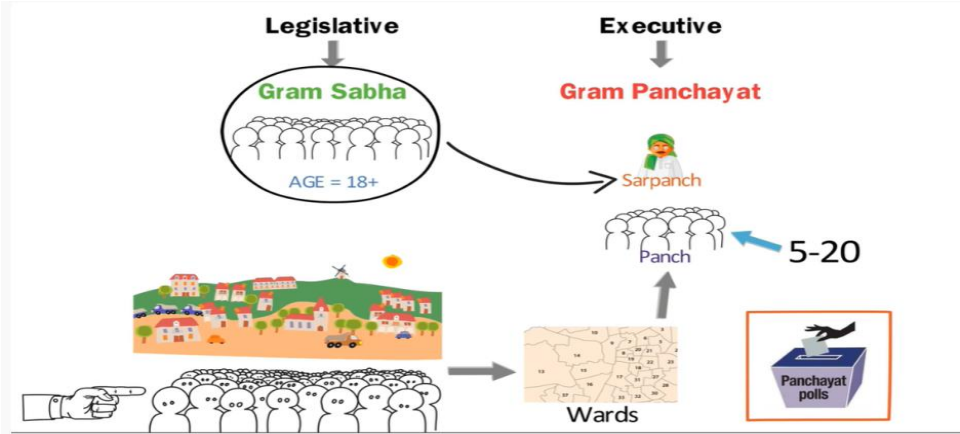 Legislative
Executive
Gram Sabha
Gram Panchayat
AGE = 18+
Sarpanch
Panch
5-20
Wards
Panchayat
polls